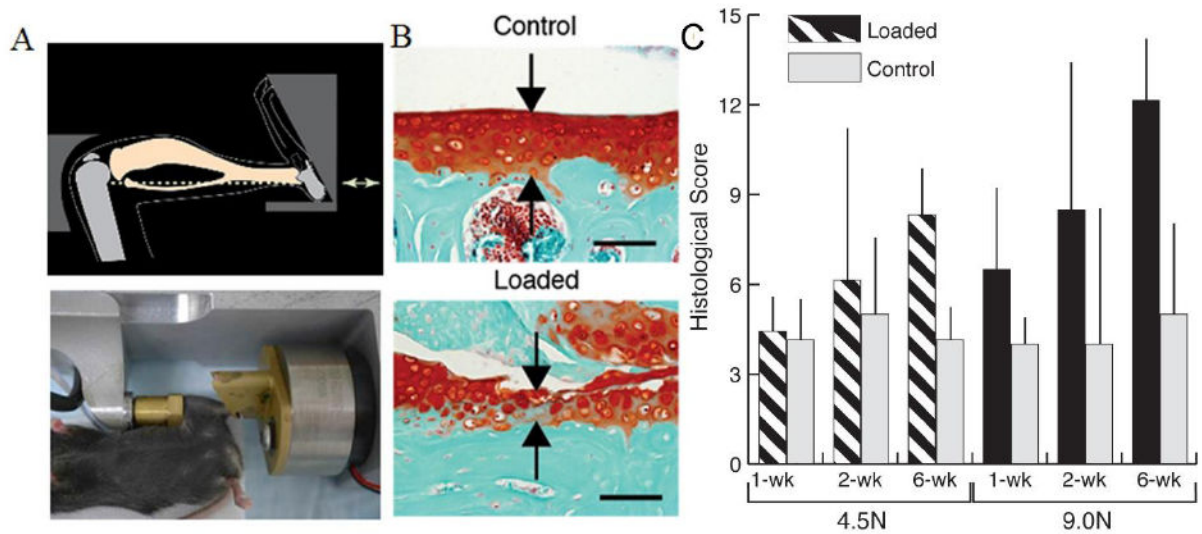 A
B
Control
Loaded
C
Loaded
Control
Histological Score
15
12
9
6
3
0
1-wk 2-wk 6-wk 1-wk 2-wk 6-wk
4.5N 9.0N